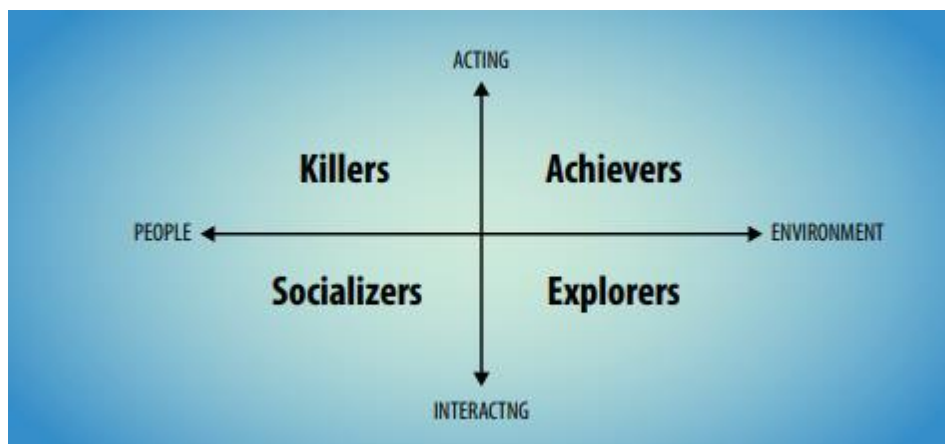 ACTING
Killers Achievers
PEOPLE ENVIRONMENT
Socializers Explorers
INTERACTNG